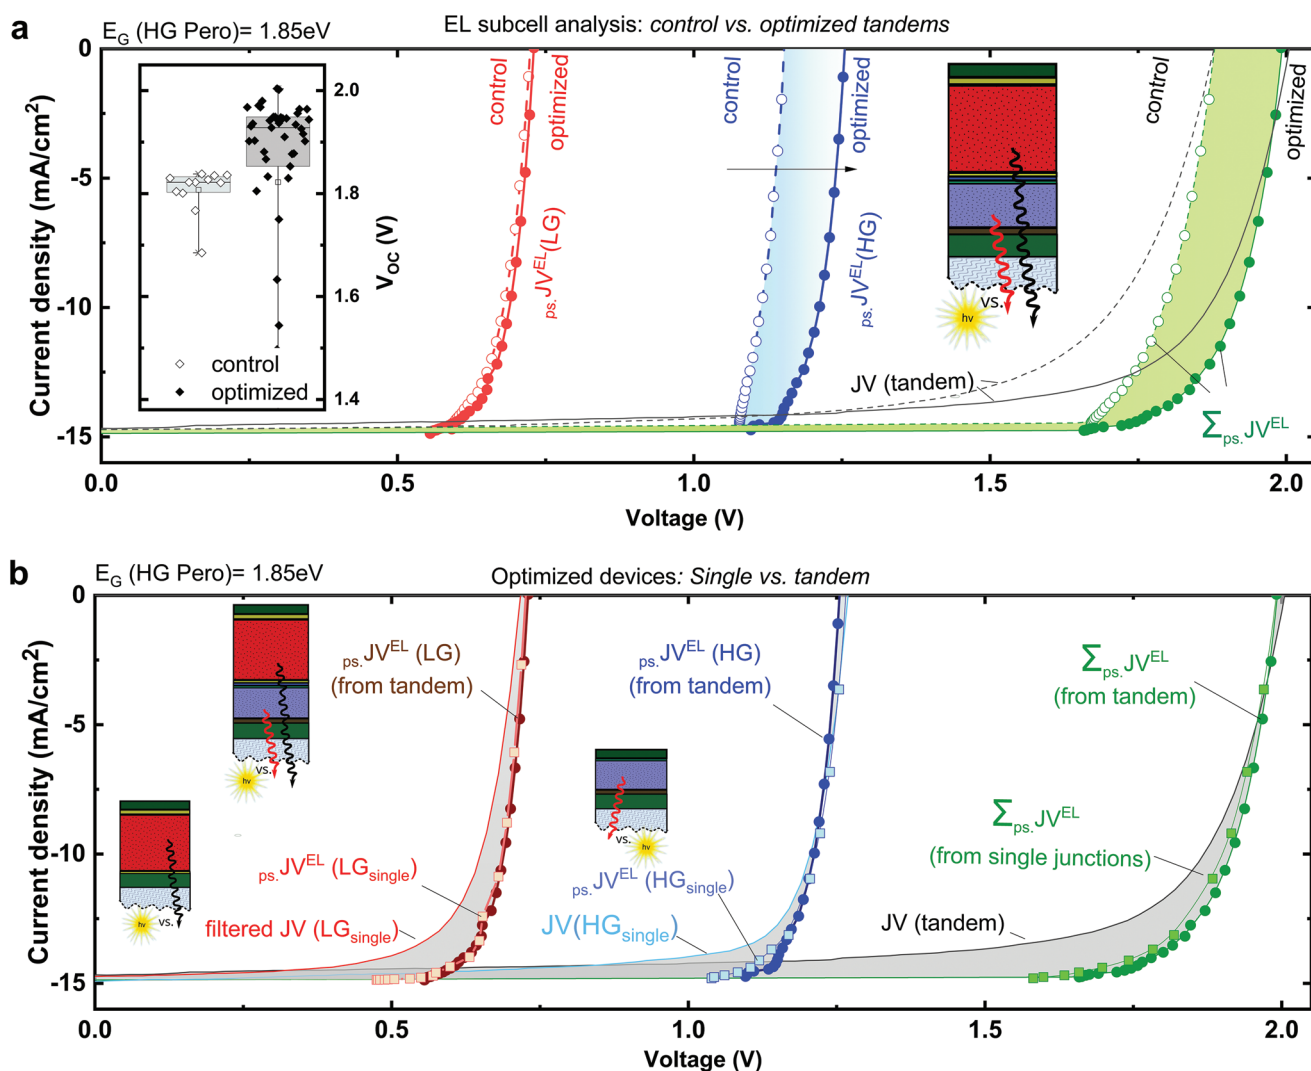 a
E_G (HG Pero)= 1.85eV
EL subcell analysis: control vs. optimized tandems
0
-5
-10
-15
Current density (mA/cm²)
2.0
1.8
1.6
1.4
V_OC (V)
control
optimized
control
optimized
ps.JV^EL(LG)
control
optimized
ps.JV^EL(HG)
vs.
hv
control
optimized
JV (tandem)
Σps.JV^EL
0.0 0.5 1.0 1.5 2.0
Voltage (V)
b
E_G (HG Pero)= 1.85eV
Optimized devices: Single vs. tandem
0
-5
-10
-15
Current density (mA/cm²)
vs.
hv
vs.
hv
ps.JV^EL (LG)
(from tandem)
ps.JV^EL (LG_single)
filtered JV (LG_single)
ps.JV^EL (HG)
(from tandem)
vs.
hv
ps.JV^EL (HG_single)
JV(HG_single)
Σps.JV^EL
(from tandem)
Σps.JV^EL
(from single junctions)
JV (tandem)
0.0 0.5 1.0 1.5 2.0
Voltage (V)